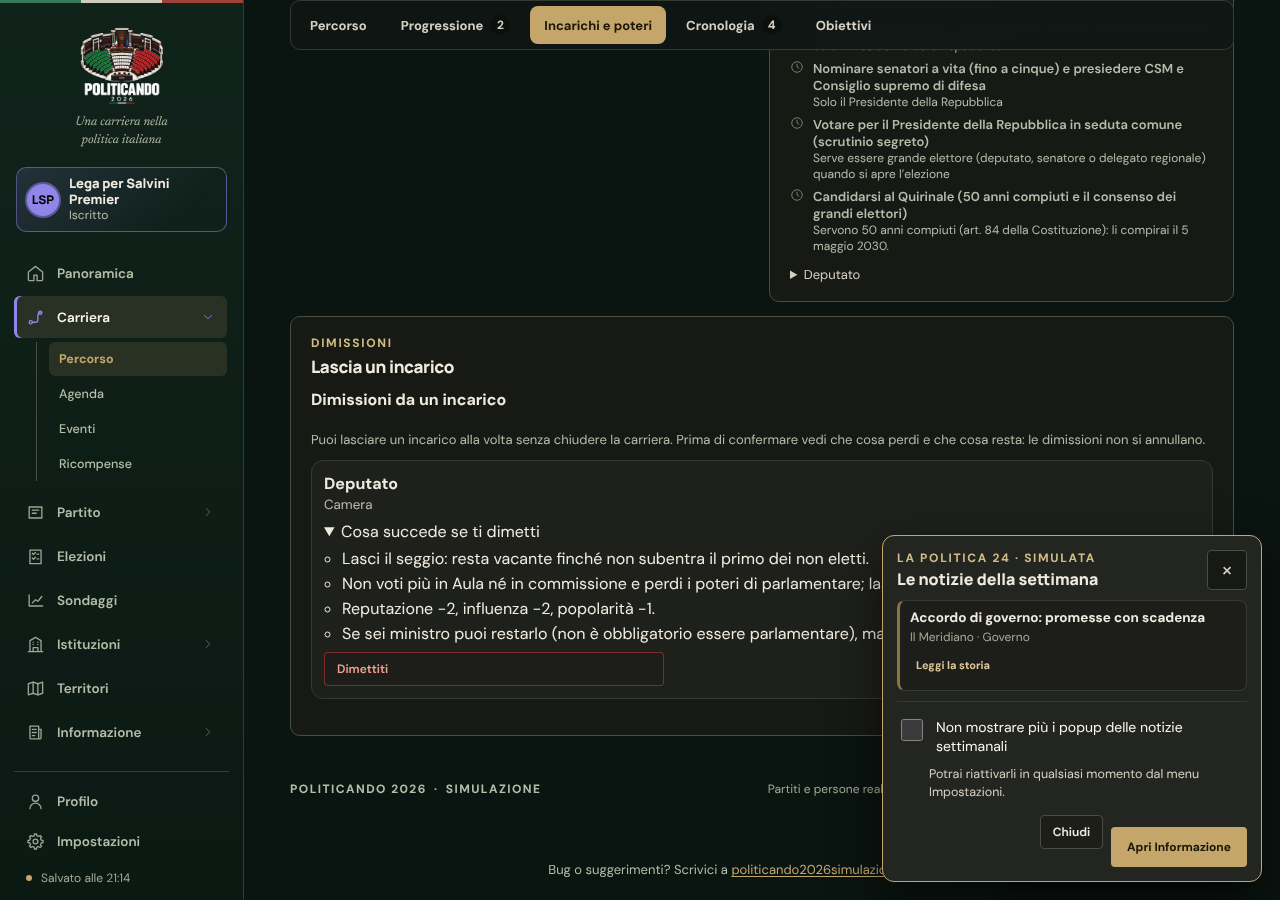 POLITICANDO
2026
Una carriera nella
politica italiana
LSP
Lega per Salvini
Premier
Iscritto
Panoramica
Carriera
Percorso
Agenda
Eventi
Ricompense
Partito
Elezioni
Sondaggi
Istituzioni
Territori
Informazione
Profilo
Impostazioni
Salvato alle 21:14
Percorso
Progressione 2
Incarichi e poteri
Cronologia 4
Obiettivi
Nominare senatori a vita (fino a cinque) e presiedere CSM e
Consiglio supremo di difesa
Solo il Presidente della Repubblica
Votare per il Presidente della Repubblica in seduta comune
(scrutinio segreto)
Serve essere grande elettore (deputato, senatore o delegato regionale)
quando si apre l’elezione
Candidarsi al Quirinale (50 anni compiuti e il consenso dei
grandi elettori)
Servono 50 anni compiuti (art. 84 della Costituzione): li compirai il 5
maggio 2030.
Deputato
DIMISSIONI
Lascia un incarico
Dimissioni da un incarico
Puoi lasciare un incarico alla volta senza chiudere la carriera. Prima di confermare vedi che cosa perdi e che cosa resta: le dimissioni non si annullano.
Deputato
Camera
Cosa succede se ti dimetti
Lasci il seggio: resta vacante finché non subentra il primo dei non eletti.
Non voti più in Aula né in commissione e perdi i poteri di parlamentare; la
Reputazione −2, influenza −2, popolarità −1.
Se sei ministro puoi restarlo (non è obbligatorio essere parlamentare), ma
Dimettiti
POLITICANDO 2026 · SIMULAZIONE
Partiti e persone real
Bug o suggerimenti? Scrivici a politicando2026simulazio
LA POLITICA 24 · SIMULATA
Le notizie della settimana
×
Accordo di governo: promesse con scadenza
Il Meridiano · Governo
Leggi la storia
Non mostrare più i popup delle notizie
settimanali
Potrai riattivarli in qualsiasi momento dal menu
Impostazioni.
Chiudi
Apri Informazione